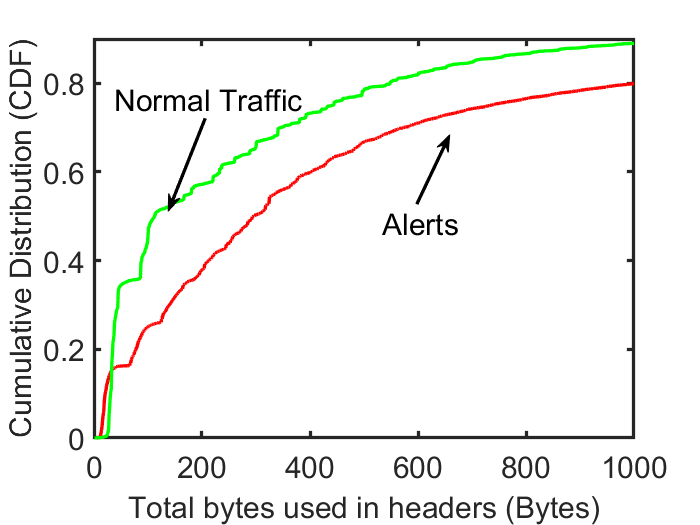 Cumulative Distribution (CDF)
0.8
0.6
0.4
0.2
0
Normal Traffic
Alerts
0 200 400 600 800 1000
Total bytes used in headers (Bytes)